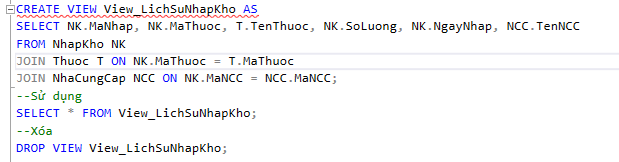 CREATE VIEW View_LichSuNhapKho AS
SELECT NK.MaNhap, NK.MaThuoc, T.TenThuoc, NK.SoLuong, NK.NgayNhap, NCC.TenNCC
FROM NhapKho NK
JOIN Thuoc T ON NK.MaThuoc = T.MaThuoc
JOIN NhaCungCap NCC ON NK.MaNCC = NCC.MaNCC;
--Sử dụng
SELECT * FROM View_LichSuNhapKho;
--Xóa
DROP VIEW View_LichSuNhapKho;